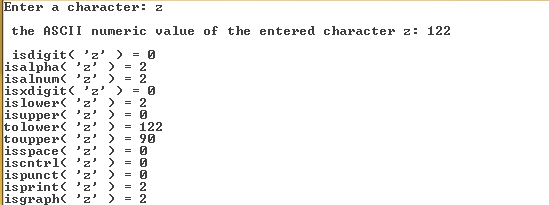 Enter a character: z
the ASCII numeric value of the entered character z: 122
isdigit( 'z' ) = 0
isalpha( 'z' ) = 2
isalnum( 'z' ) = 2
isxdigit( 'z' ) = 0
islower( 'z' ) = 2
isupper( 'z' ) = 0
tolower( 'z' ) = 122
toupper( 'z' ) = 90
isspace( 'z' ) = 0
iscntrl( 'z' ) = 0
ispunct( 'z' ) = 0
isprint( 'z' ) = 2
isgraph( 'z' ) = 2